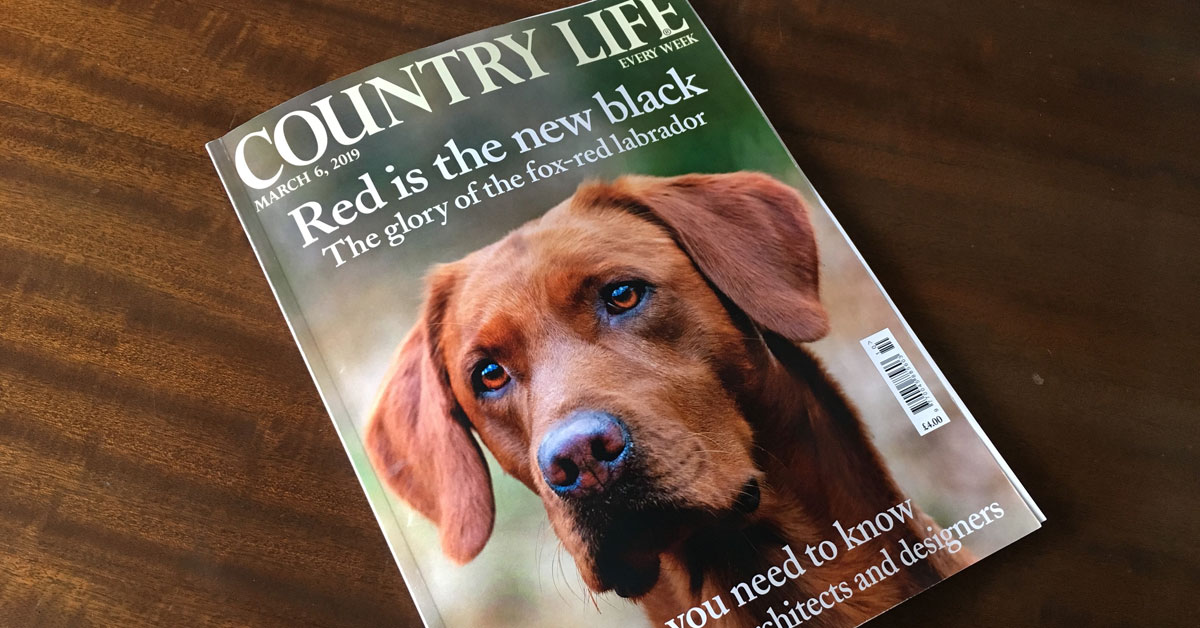 COUNTRY LIFE®
MARCH 6, 2019
EVERY WEEK
Red is the new black
The glory of the fox-red labrador
£4.00
you need to know
and designers